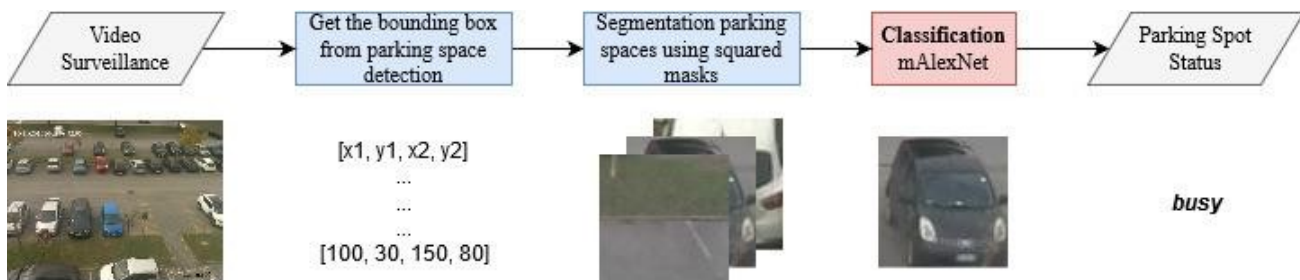 Video
Surveillance
Get the bounding box
from parking space
detection
Segmentation parking
spaces using squared
masks
Classification
mAlexNet
Parking Spot
Status
[x1, y1, x2, y2]
...
...
...
[100, 30, 150, 80]
busy